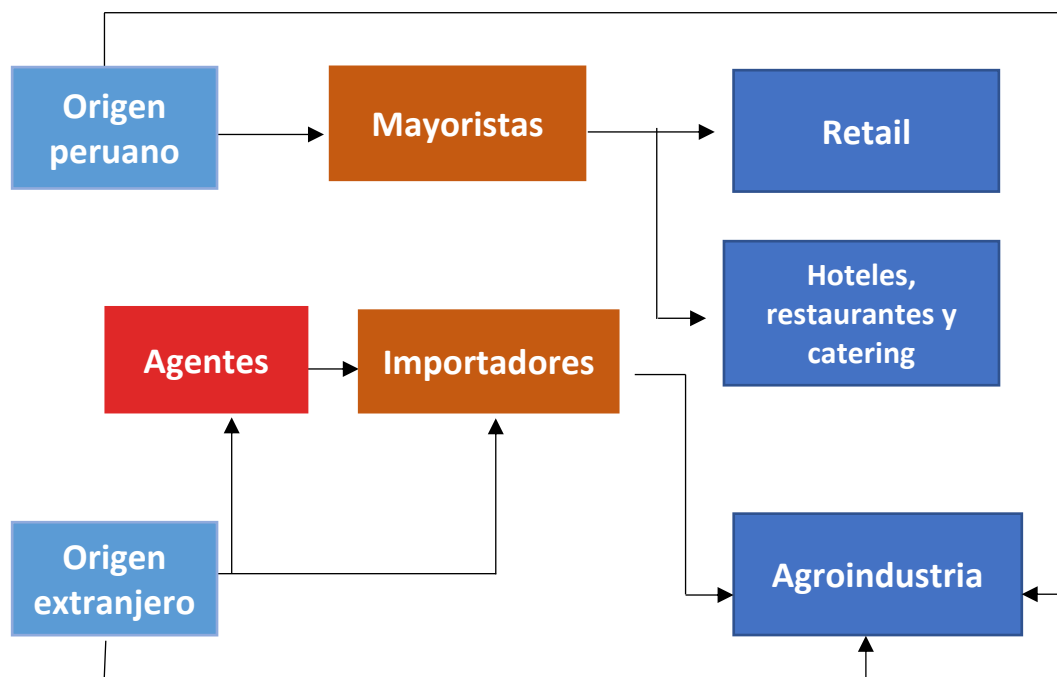 Origen
peruano
Mayoristas
Retail
Hoteles,
restaurantes y
catering
Agentes
Importadores
Origen
extranjero
Agroindustria